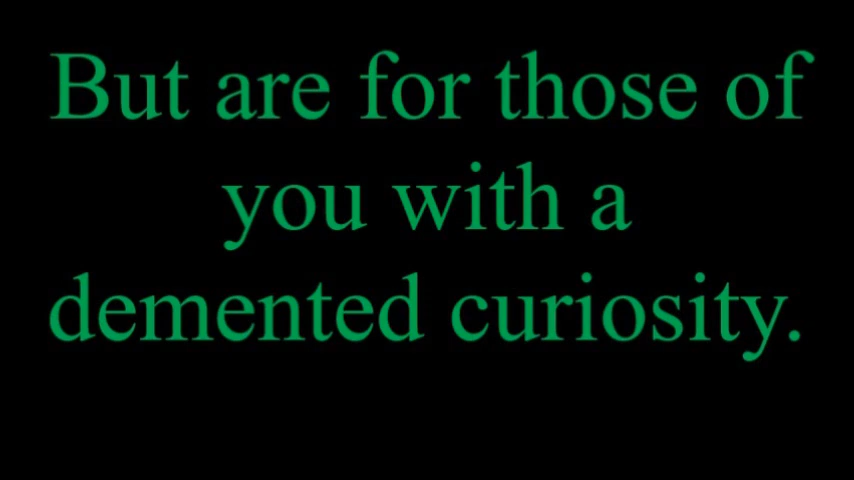 But are for those of
you with a
demented curiosity.